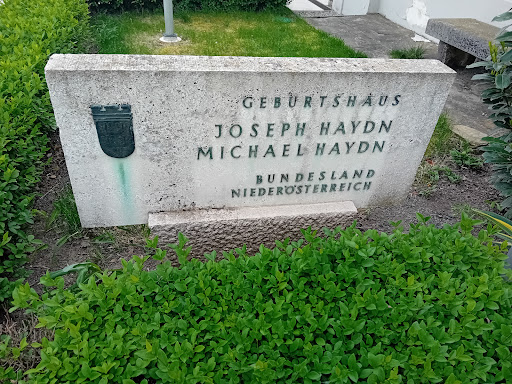 GEBURTSHAUS
JOSEPH HAYDN
MICHAEL HAYDN
BUNDESLAND
NIEDERÖSTERREICH